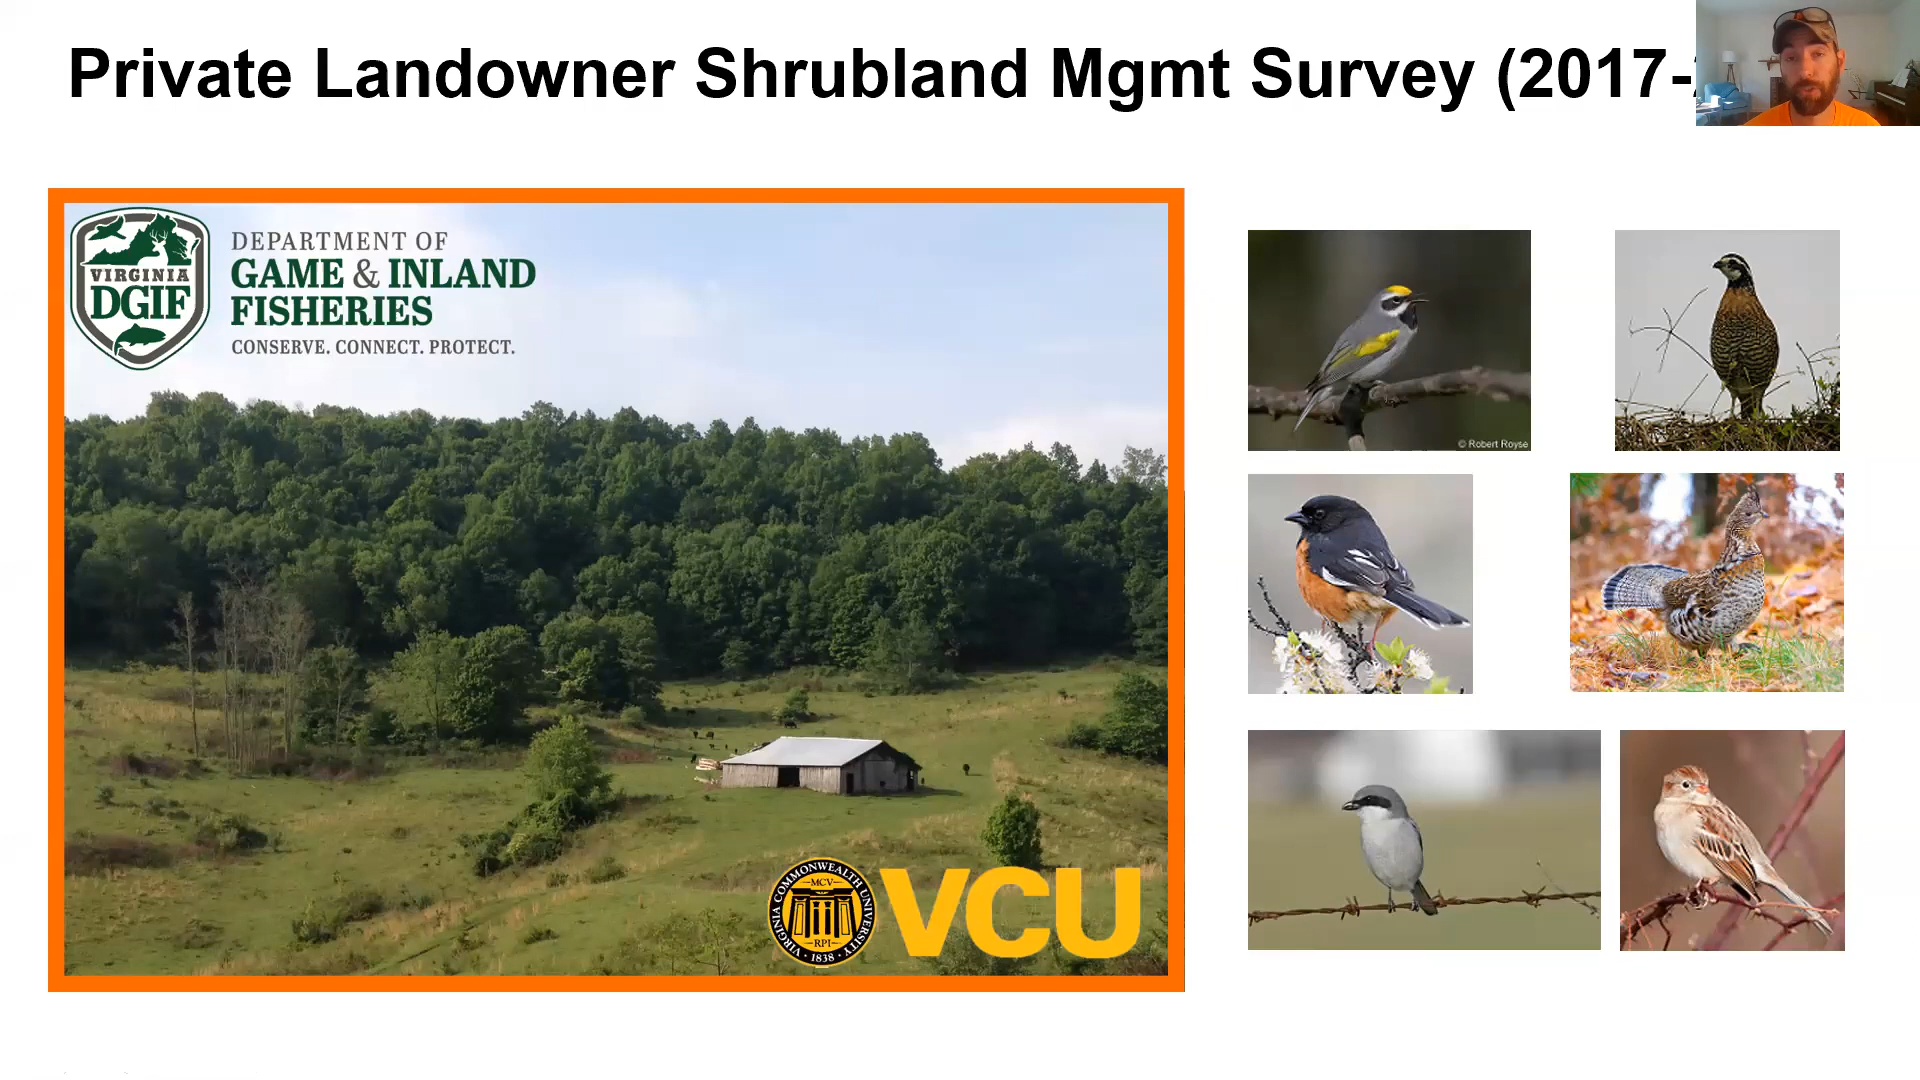 Private Landowner Shrubland Mgmt Survey (2017-
VIRGINIA
DGIF
DEPARTMENT OF
GAME & INLAND
FISHERIES
CONSERVE. CONNECT. PROTECT.
© Robert Royse
VIRGINIA COMMONWEALTH UNIVERSITY
MCV
RPI
· 1838 ·
VCU